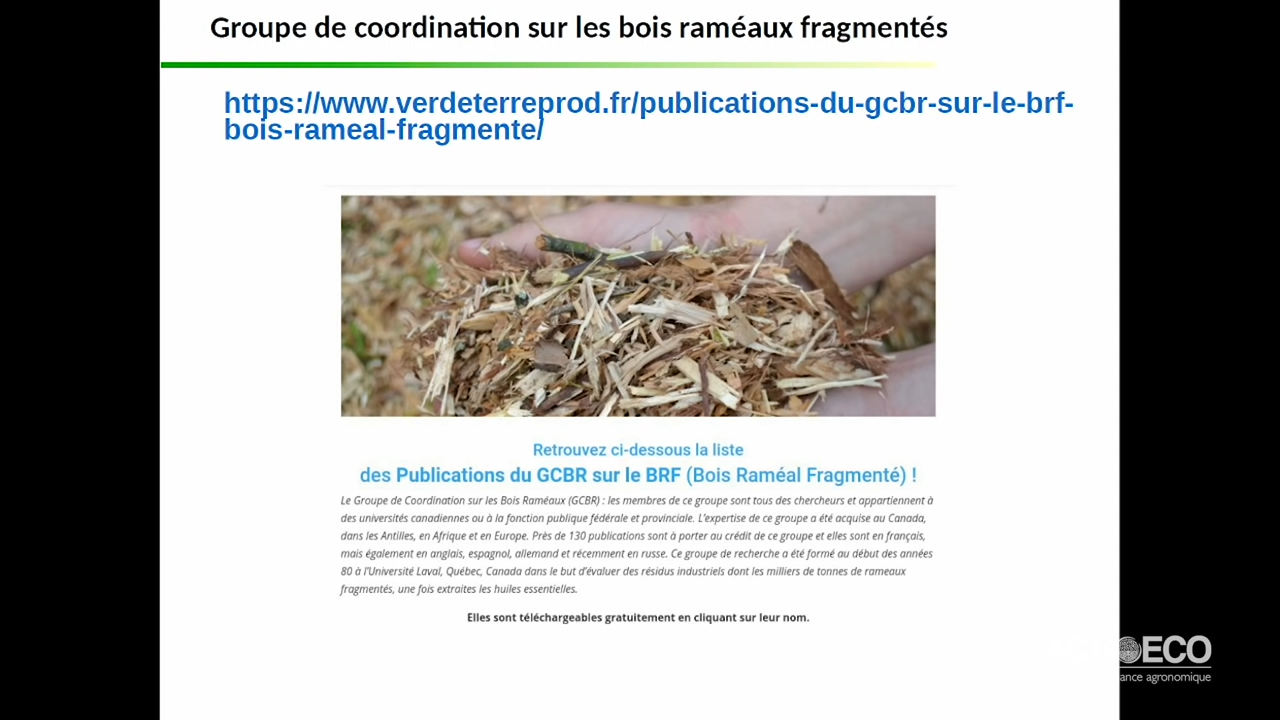 Groupe de coordination sur les bois raméaux fragmentés
https://www.verdeterreprod.fr/publications-du-gcbr-sur-le-brf-
bois-rameal-fragmente/
Retrouvez ci-dessous la liste
des Publications du GCBR sur le BRF (Bois Raméal Fragmenté) !
Le Groupe de Coordination sur les Bois Raméaux (GCBR) : les membres de ce groupe sont tous des chercheurs et appartiennent à
des universités canadiennes ou à la fonction publique fédérale et provinciale. L'expertise de ce groupe a été acquise au Canada,
dans les Antilles, en Afrique et en Europe. Près de 130 publications sont à porter au crédit de ce groupe et elles sont en français,
mais également en anglais, espagnol, allemand et récemment en russe. Ce groupe de recherche a été formé au début des années
80 à l'Université Laval, Québec, Canada dans le but d'évaluer des résidus industriels dont les milliers de tonnes de rameaux
fragmentés, une fois extraites les huiles essentielles.
Elles sont téléchargeables gratuitement en cliquant sur leur nom.
ECO
agronomique